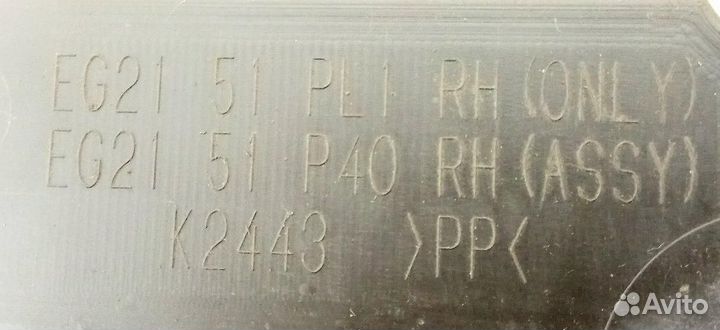 EG21 51 PL1 RH (ONLY)
EG21 51 P40 RH (ASSY)
K2443 >PP<
Avito